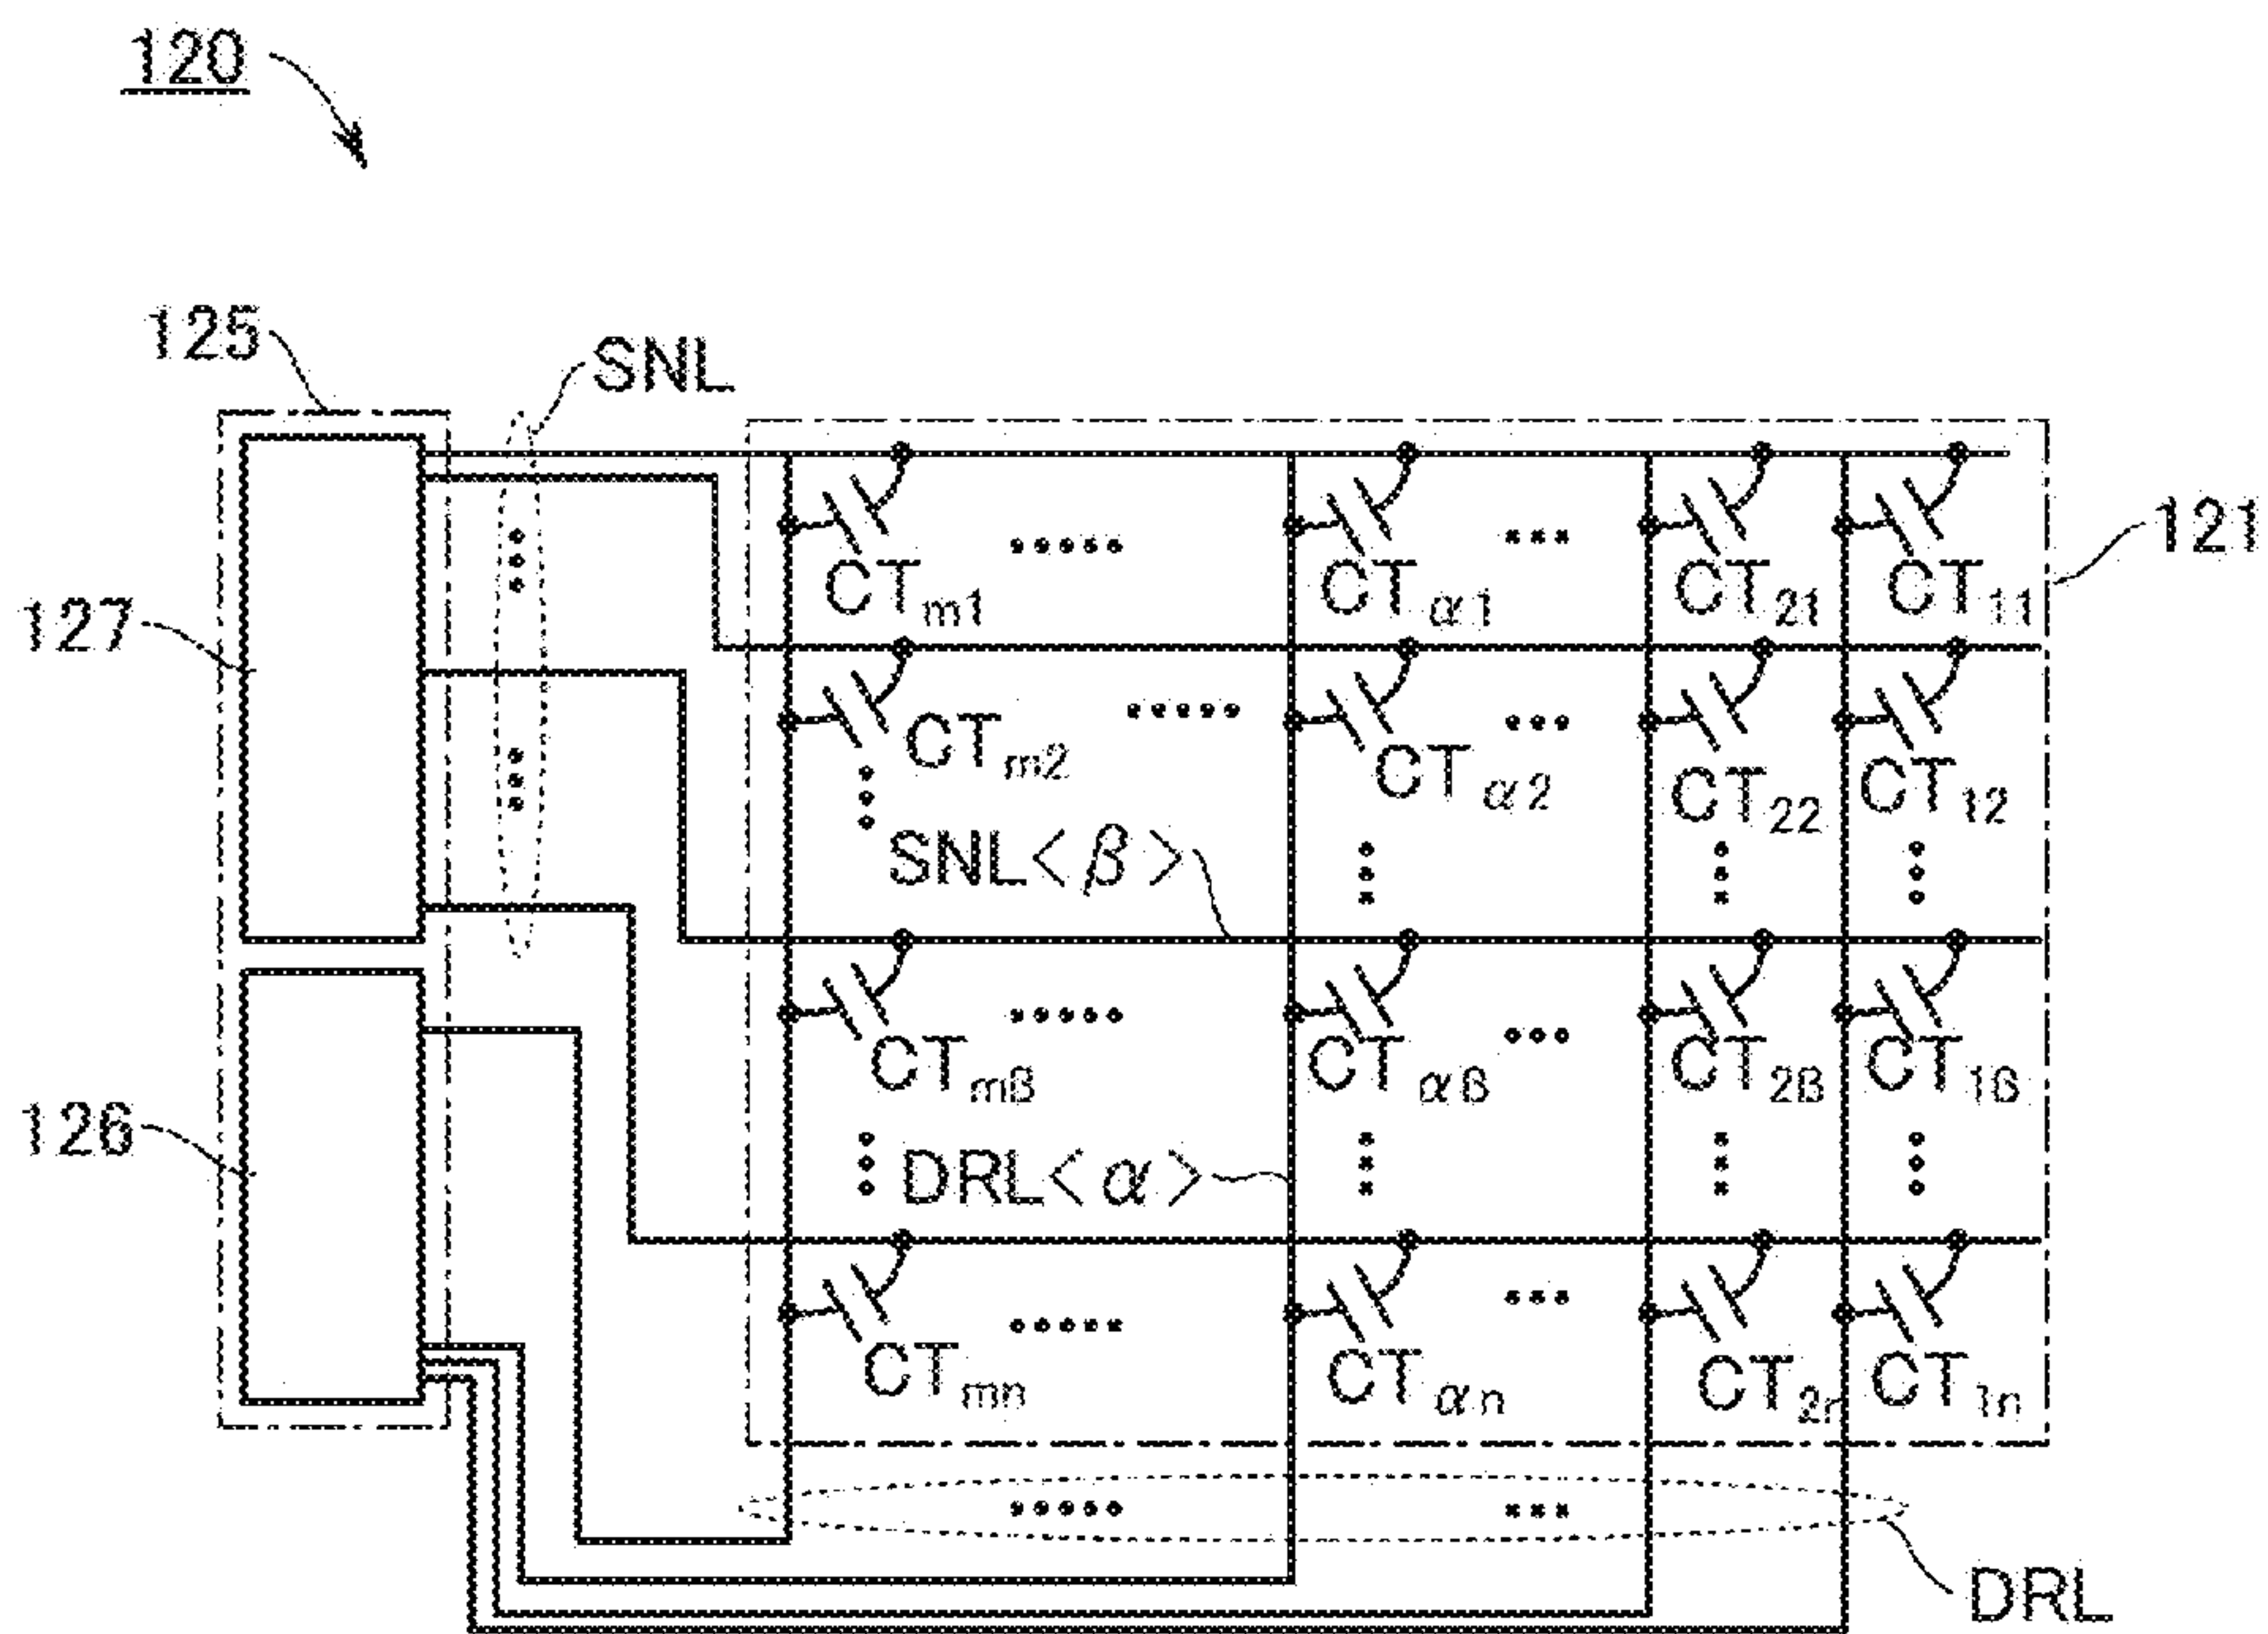 120
125
SNL
121
127
CTm1 ····· CTα1 ··· CT21 CT11
CTm2 ····· CTα2 ··· CT22 CT12
SNL<β>
CTmβ ····· CTαβ ··· CT2β CT1β
126
DRL<α>
CTmn ····· CTαn ··· CT2n CT1n
DRL